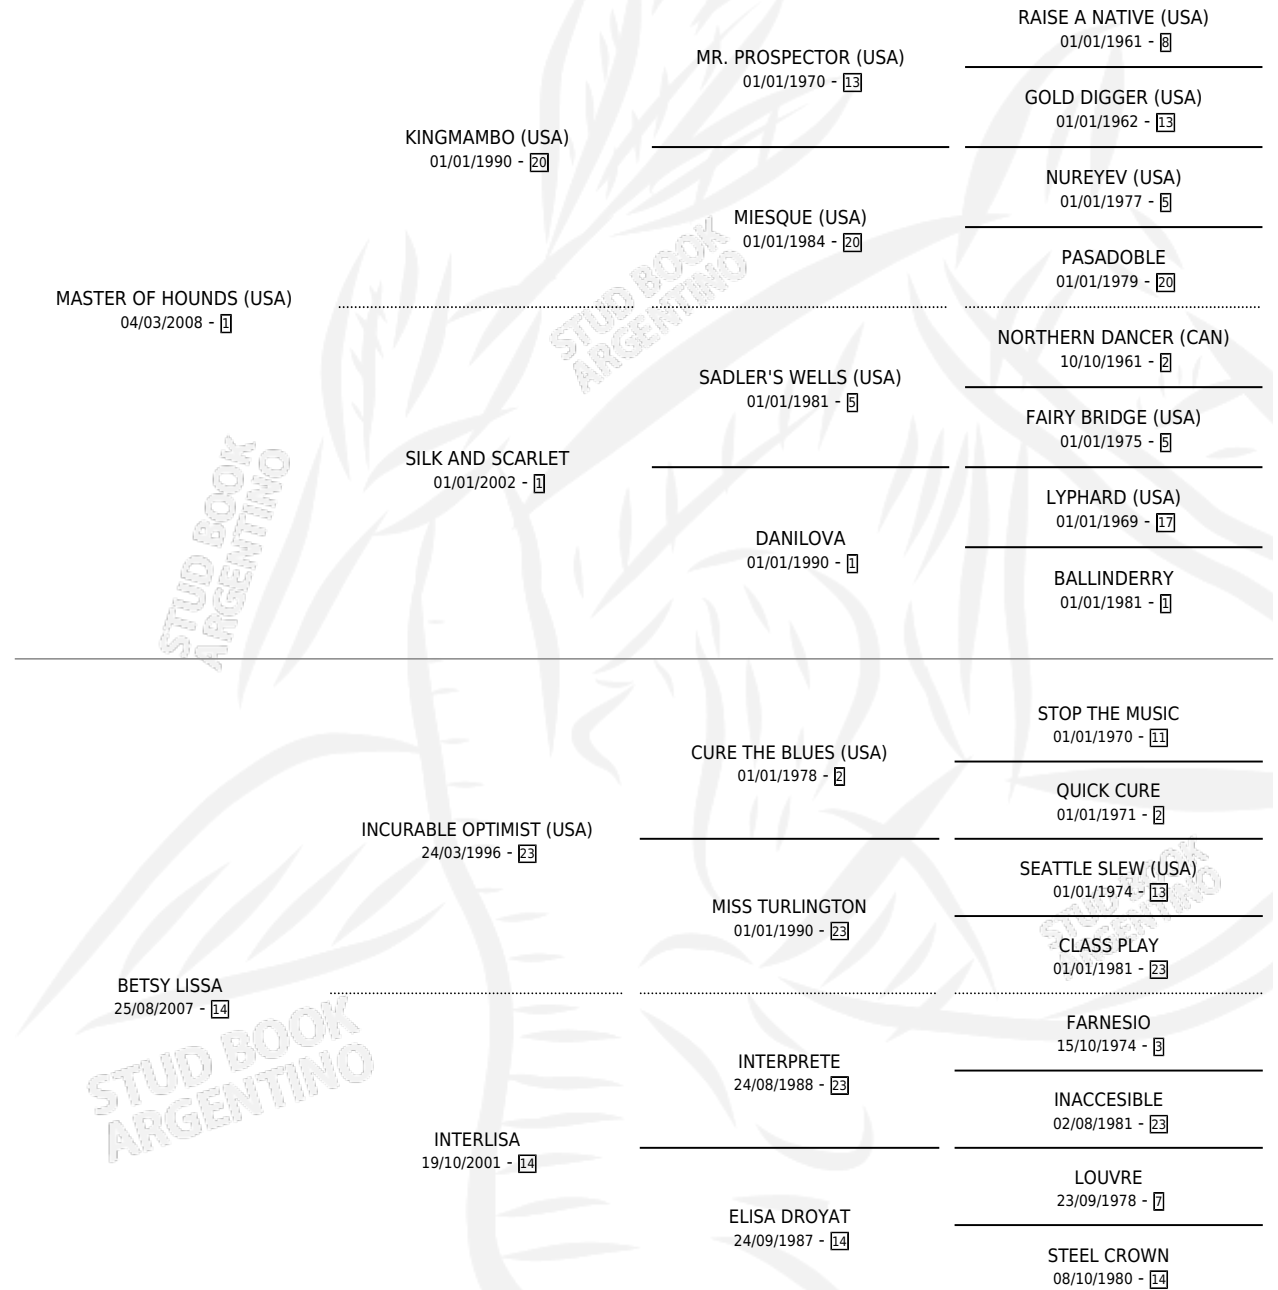 RAISE A NATIVE (USA)
01/01/1961 - 8
MR. PROSPECTOR (USA)
01/01/1970 - 13
GOLD DIGGER (USA)
01/01/1962 - 13
KINGMAMBO (USA)
01/01/1990 - 20
NUREYEV (USA)
01/01/1977 - 5
MIESQUE (USA)
01/01/1984 - 20
PASADOBLE
01/01/1979 - 20
MASTER OF HOUNDS (USA)
04/03/2008 - 1
NORTHERN DANCER (CAN)
10/10/1961 - 2
SADLER'S WELLS (USA)
01/01/1981 - 5
FAIRY BRIDGE (USA)
01/01/1975 - 5
SILK AND SCARLET
01/01/2002 - 1
LYPHARD (USA)
01/01/1969 - 17
DANILOVA
01/01/1990 - 1
BALLINDERRY
01/01/1981 - 1
STOP THE MUSIC
01/01/1970 - 11
CURE THE BLUES (USA)
01/01/1978 - 2
QUICK CURE
01/01/1971 - 2
INCURABLE OPTIMIST (USA)
24/03/1996 - 23
SEATTLE SLEW (USA)
01/01/1974 - 13
MISS TURLINGTON
01/01/1990 - 23
CLASS PLAY
01/01/1981 - 23
BETSY LISSA
25/08/2007 - 14
FARNESIO
15/10/1974 - 3
INTERPRETE
24/08/1988 - 23
INACCESIBLE
02/08/1981 - 23
INTERLISA
19/10/2001 - 14
LOUVRE
23/09/1978 - 7
ELISA DROYAT
24/09/1987 - 14
STEEL CROWN
08/10/1980 - 14
STUD BOOK
ARGENTINO
STUD BOOK
ARGENTINO
STUD BOOK
ARGENTINO
STUD BOOK
ARGENTINO